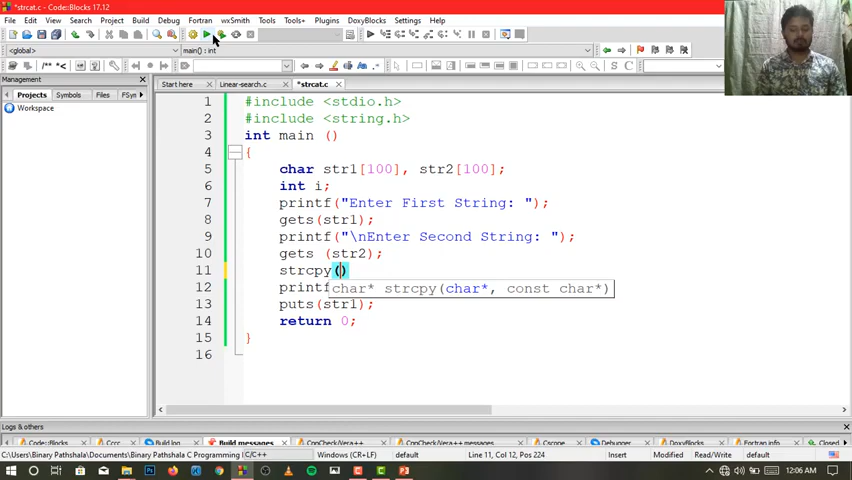 *strcat.c - Code::Blocks 17.12
File Edit View Search Project Build Debug Fortran wxSmith Tools Tools+ Plugins DoxyBlocks Settings Help
<global>
main() : int
Management
Projects Symbols Files FSyn
Workspace
Start here Linear-search.c *strcat.c
1 #include <stdio.h>
2 #include <string.h>
3 int main ()
4 {
5 char str1[100], str2[100];
6 int i;
7 printf("Enter First String: ");
8 gets(str1);
9 printf("\nEnter Second String: ");
10 gets (str2);
11 strcpy()
12 printf
char* strcpy(char*, const char*)
13 puts(str1);
14 return 0;
15 }
16
Logs & others
Code::Blocks Cccc Build log Build messages CppCheck/Vera++ CppCheck/Vera++ messages Cscope Debugger DoxyBlocks Fortran info Closed
C:\Users\Binary Pathshala\Binary Pathshala C Programming l C/C++ Windows (CR+LF) default Line 11, Col 12, Pos 224 Insert Modified Read/Write default
12:06 AM